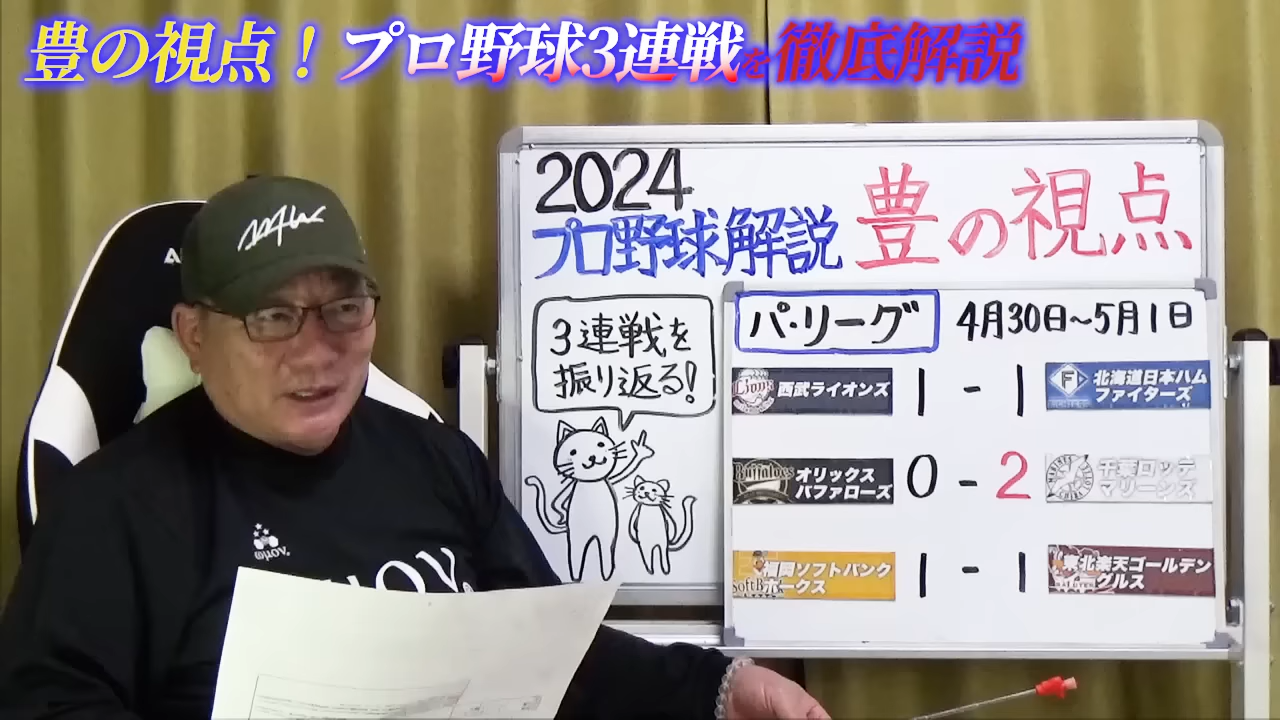 豊の視点！プロ野球3連戦を徹底解説
2024
プロ野球解説 豊の視点
3連戦を
振り返る！
パ・リーグ 4月30日~5月1日
Lions 西武ライオンズ 1 - 1 F 北海道日本ハム
ファイターズ
Buffaloes オリックス
バファローズ 0 - 2 千葉ロッテ
マリーンズ
福岡ソフトバンク
ホークス 1 - 1 東北楽天ゴールデン
グルス
ωμον